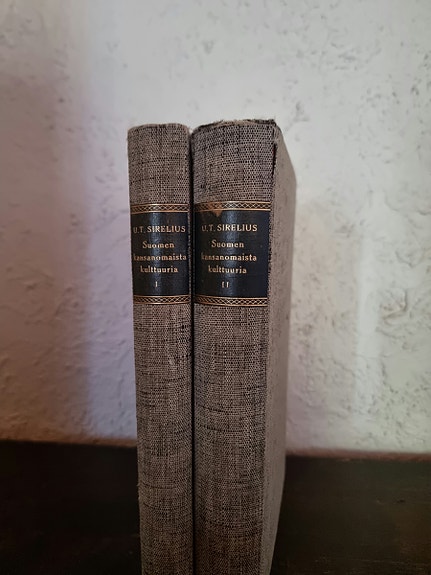 U.T. SIRELIUS
Suomen
kansanomaista
kulttuuria
I
U.T. SIRELIUS
Suomen
kansanomaista
kulttuuria
II